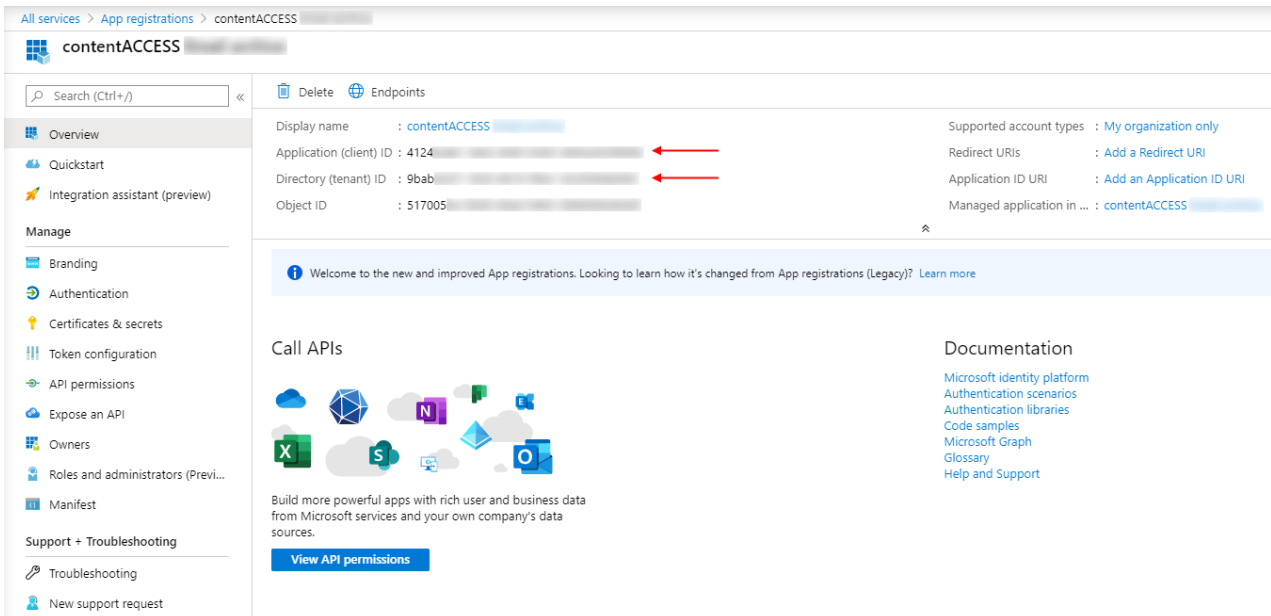 All services > App registrations > contentACCESS
contentACCESS
Search (Ctrl+/)
«
Overview
Quickstart
Integration assistant (preview)
Manage
Branding
Authentication
Certificates & secrets
Token configuration
API permissions
Expose an API
Owners
Roles and administrators (Previ...
Manifest
Support + Troubleshooting
Troubleshooting
New support request
Delete Endpoints
Display name : contentACCESS
Application (client) ID : 4124
Directory (tenant) ID : 9bab
Object ID : 517005
Supported account types : My organization only
Redirect URIs : Add a Redirect URI
Application ID URI : Add an Application ID URI
Managed application in ... : contentACCESS
Welcome to the new and improved App registrations. Looking to learn how it's changed from App registrations (Legacy)? Learn more
Call APIs
N
E
X
S
O
Build more powerful apps with rich user and business data
from Microsoft services and your own company's data
sources.
View API permissions
Documentation
Microsoft identity platform
Authentication scenarios
Authentication libraries
Code samples
Microsoft Graph
Glossary
Help and Support